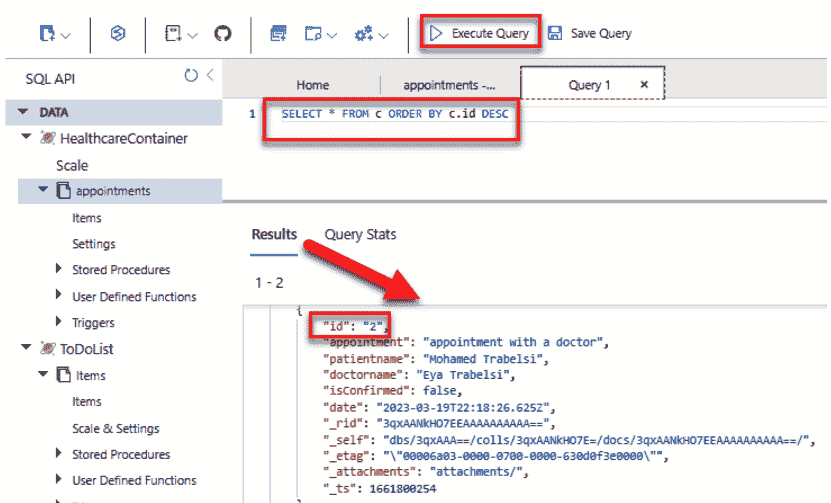 Execute Query
Save Query
SQL API
DATA
HealthcareContainer
Scale
appointments
Items
Settings
Stored Procedures
User Defined Functions
Triggers
ToDoList
Items
Items
Scale & Settings
Stored Procedures
User Defined Functions
Home
appointments -...
Query 1
1 SELECT * FROM c ORDER BY c.id DESC
Results
Query Stats
1 - 2
{
"id": "2",
"appointment": "appointment with a doctor",
"patientname": "Mohamed Trabelsi",
"doctorname": "Eya Trabelsi",
"isConfirmed": false,
"date": "2023-03-19T22:18:26.625Z",
"_rid": "3qxAANkHO7EEAAAAAAAAAA==",
"_self": "dbs/3qxAAA==/colls/3qxAANkHO7E=/docs/3qxAANkHO7EEAAAAAAAAAA==/",
"_etag": "\"00006a03-0000-0700-0000-630d0f3e0000\"",
"_attachments": "attachments/",
"_ts": 1661800254